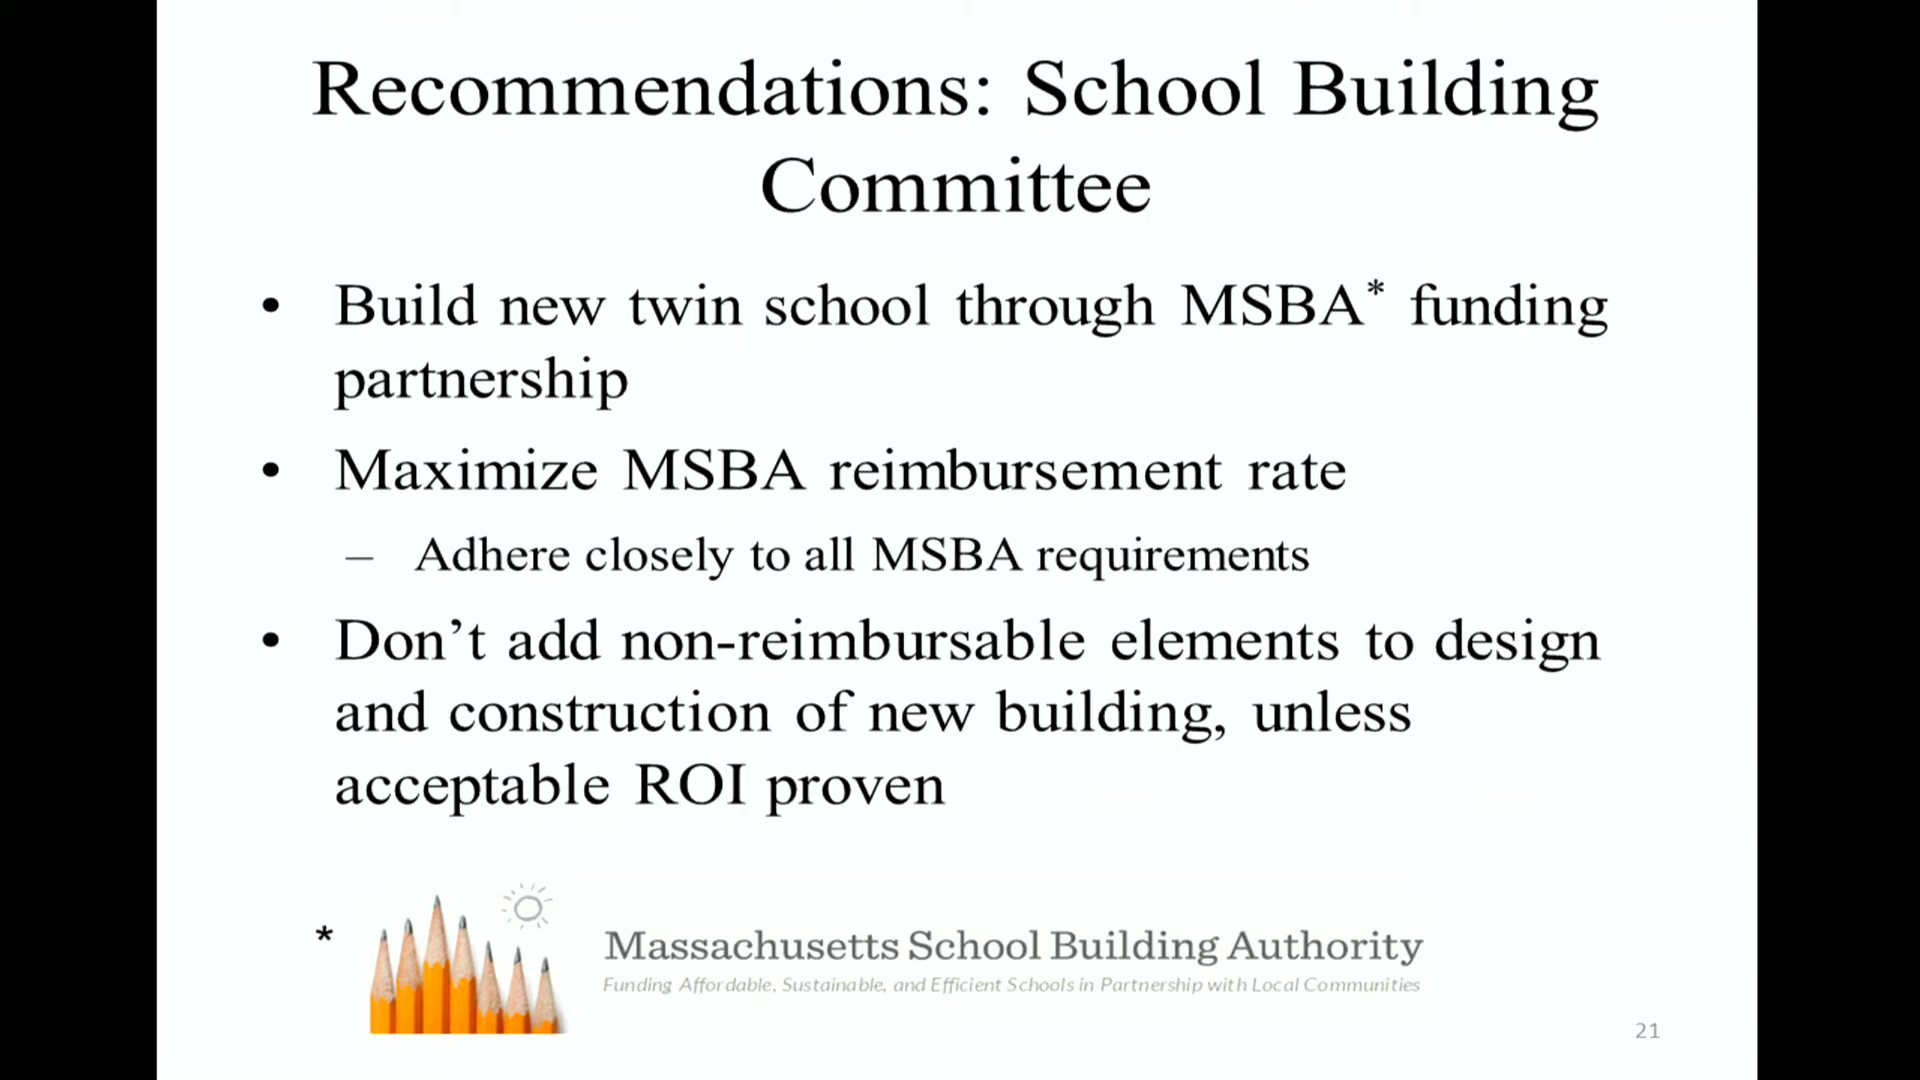 Recommendations: School Building
Committee
• Build new twin school through MSBA* funding
partnership
• Maximize MSBA reimbursement rate
– Adhere closely to all MSBA requirements
• Don’t add non-reimbursable elements to design
and construction of new building, unless
acceptable ROI proven
* Massachusetts School Building Authority
Funding Affordable, Sustainable, and Efficient Schools in Partnership with Local Communities
21